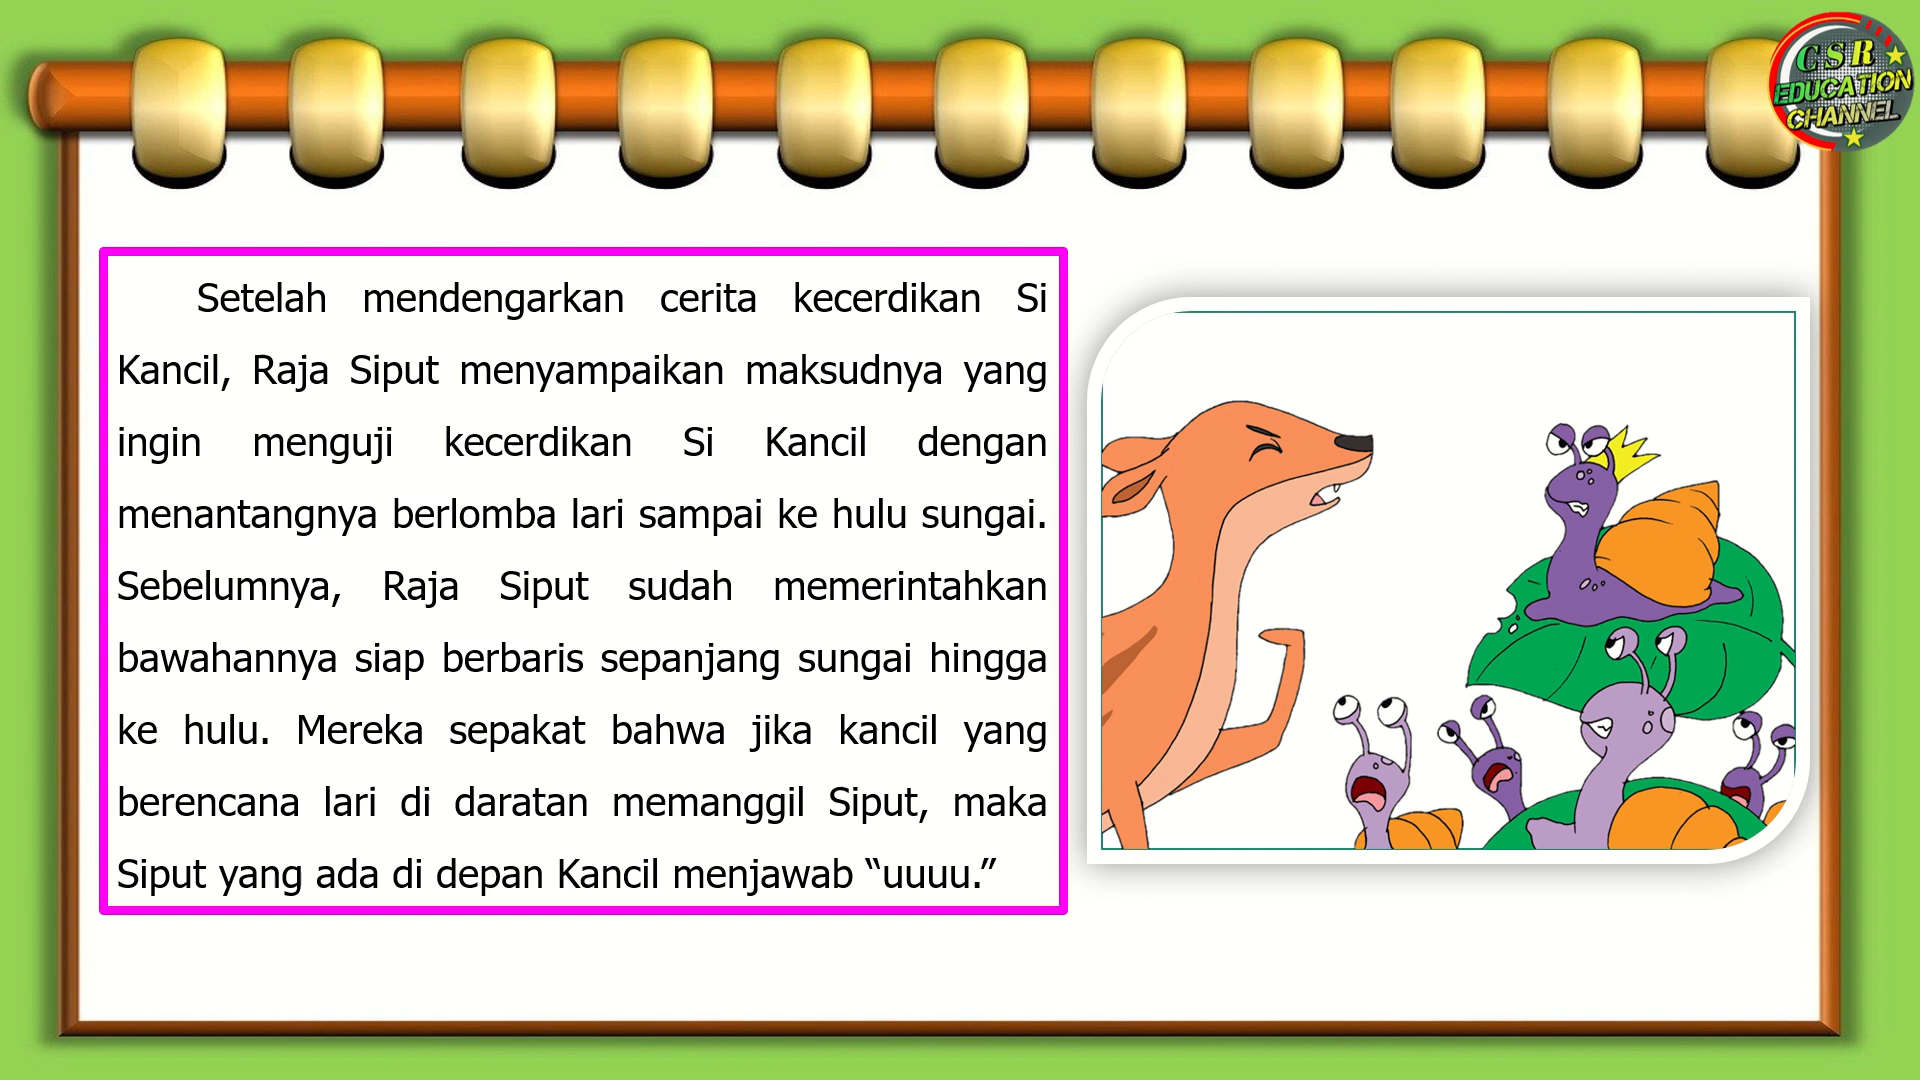 CSR
EDUCATION
CHANNEL
Setelah mendengarkan cerita kecerdikan Si
Kancil, Raja Siput menyampaikan maksudnya yang
ingin menguji kecerdikan Si Kancil dengan
menantangnya berlomba lari sampai ke hulu sungai.
Sebelumnya, Raja Siput sudah memerintahkan
bawahannya siap berbaris sepanjang sungai hingga
ke hulu. Mereka sepakat bahwa jika kancil yang
berencana lari di daratan memanggil Siput, maka
Siput yang ada di depan Kancil menjawab “uuuu.”